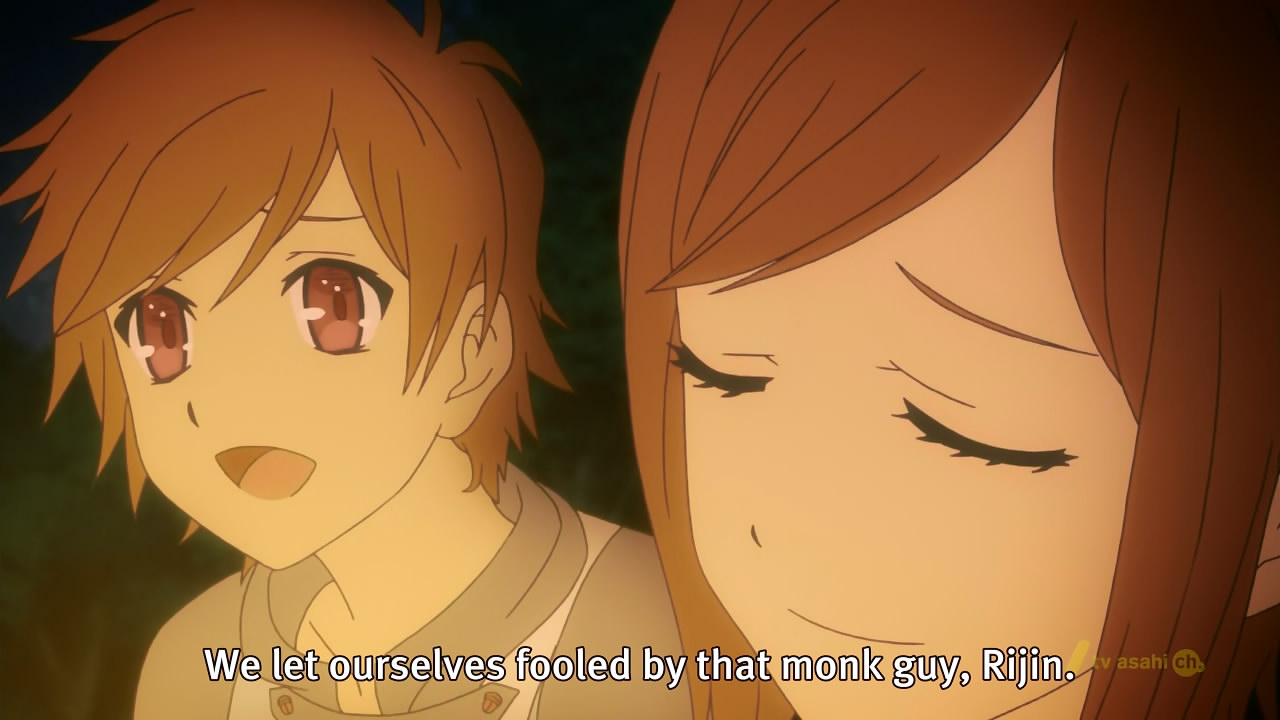 We let ourselves fooled by that monk guy, Rijin.
tv asahi ch.